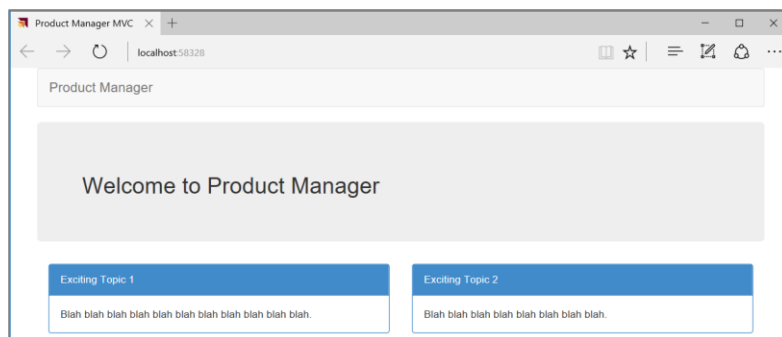 Product Manager MVC
localhost:58328
Product Manager
Welcome to Product Manager
Exciting Topic 1
Blah blah blah blah blah blah blah blah blah blah blah.
Exciting Topic 2
Blah blah blah blah blah blah blah blah.